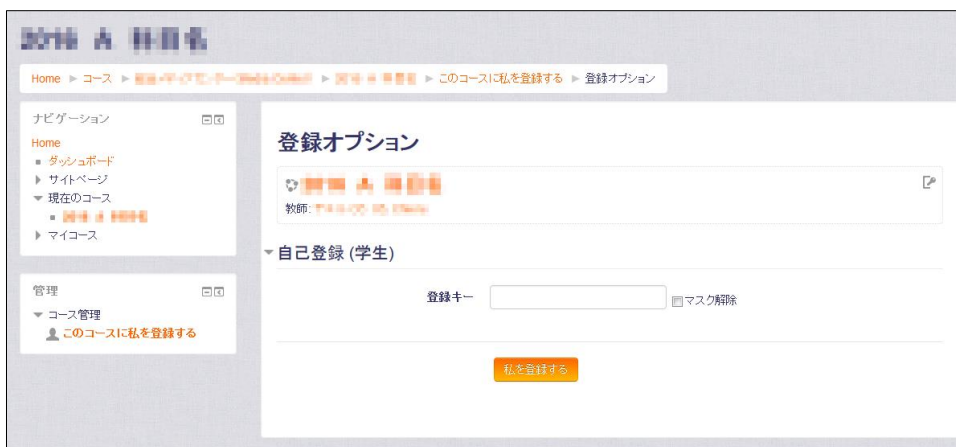 Home ▶ コース ▶ ▶ ▶ このコースに私を登録する ▶ 登録オプション
ナビゲーション
Home
ダッシュボード
サイトページ
現在のコース
マイコース
管理
コース管理
このコースに私を登録する
登録オプション
教師:
自己登録 (学生)
登録キー
マスク解除
私を登録する